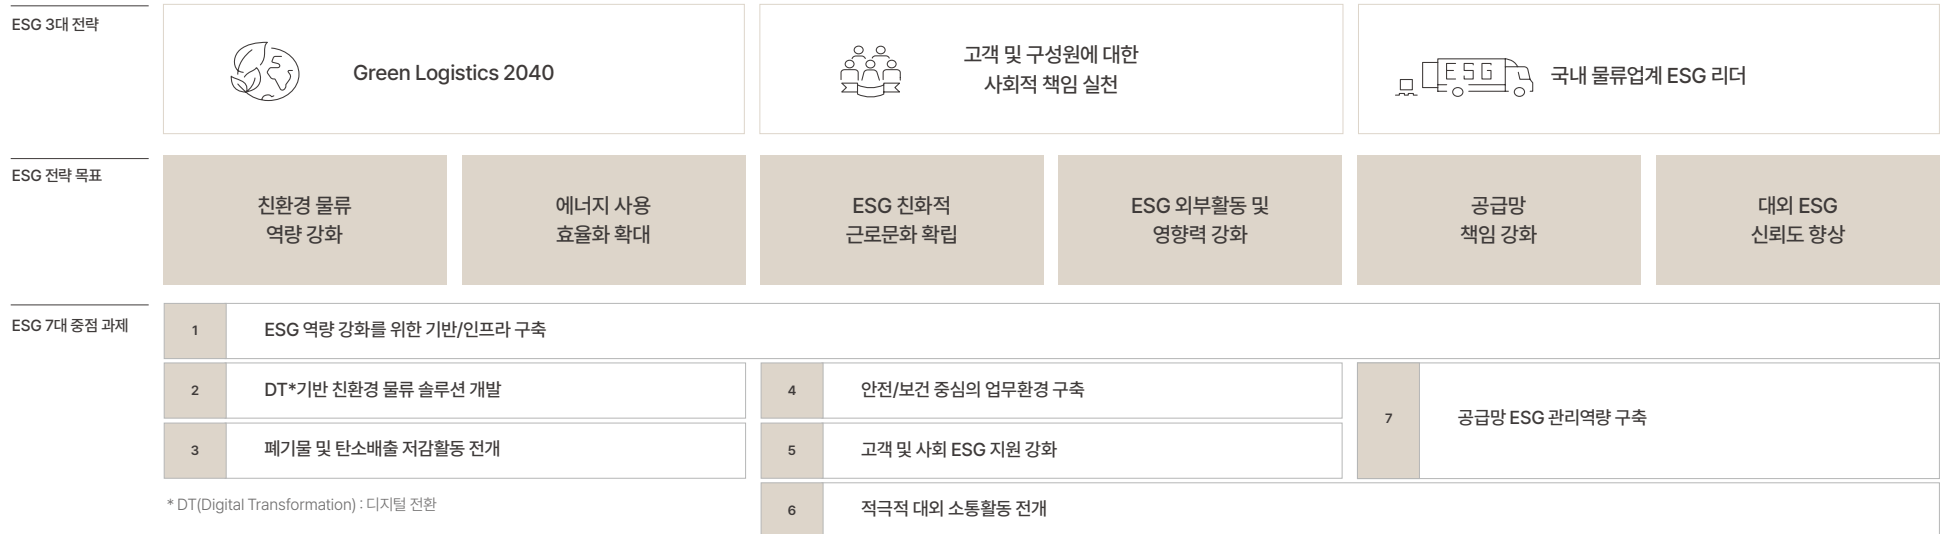 ESG 3대 전략
Green Logistics 2040
고객 및 구성원에 대한
사회적 책임 실천
ESG
국내 물류업계 ESG 리더
ESG 전략 목표
친환경 물류
역량 강화
에너지 사용
효율화 확대
ESG 친화적
근로문화 확립
ESG 외부활동 및
영향력 강화
공급망
책임 강화
대외 ESG
신뢰도 향상
ESG 7대 중점 과제
1
ESG 역량 강화를 위한 기반/인프라 구축
2
DT*기반 친환경 물류 솔루션 개발
3
폐기물 및 탄소배출 저감활동 전개
4
안전/보건 중심의 업무환경 구축
5
고객 및 사회 ESG 지원 강화
6
적극적 대외 소통활동 전개
7
공급망 ESG 관리역량 구축
* DT(Digital Transformation) : 디지털 전환